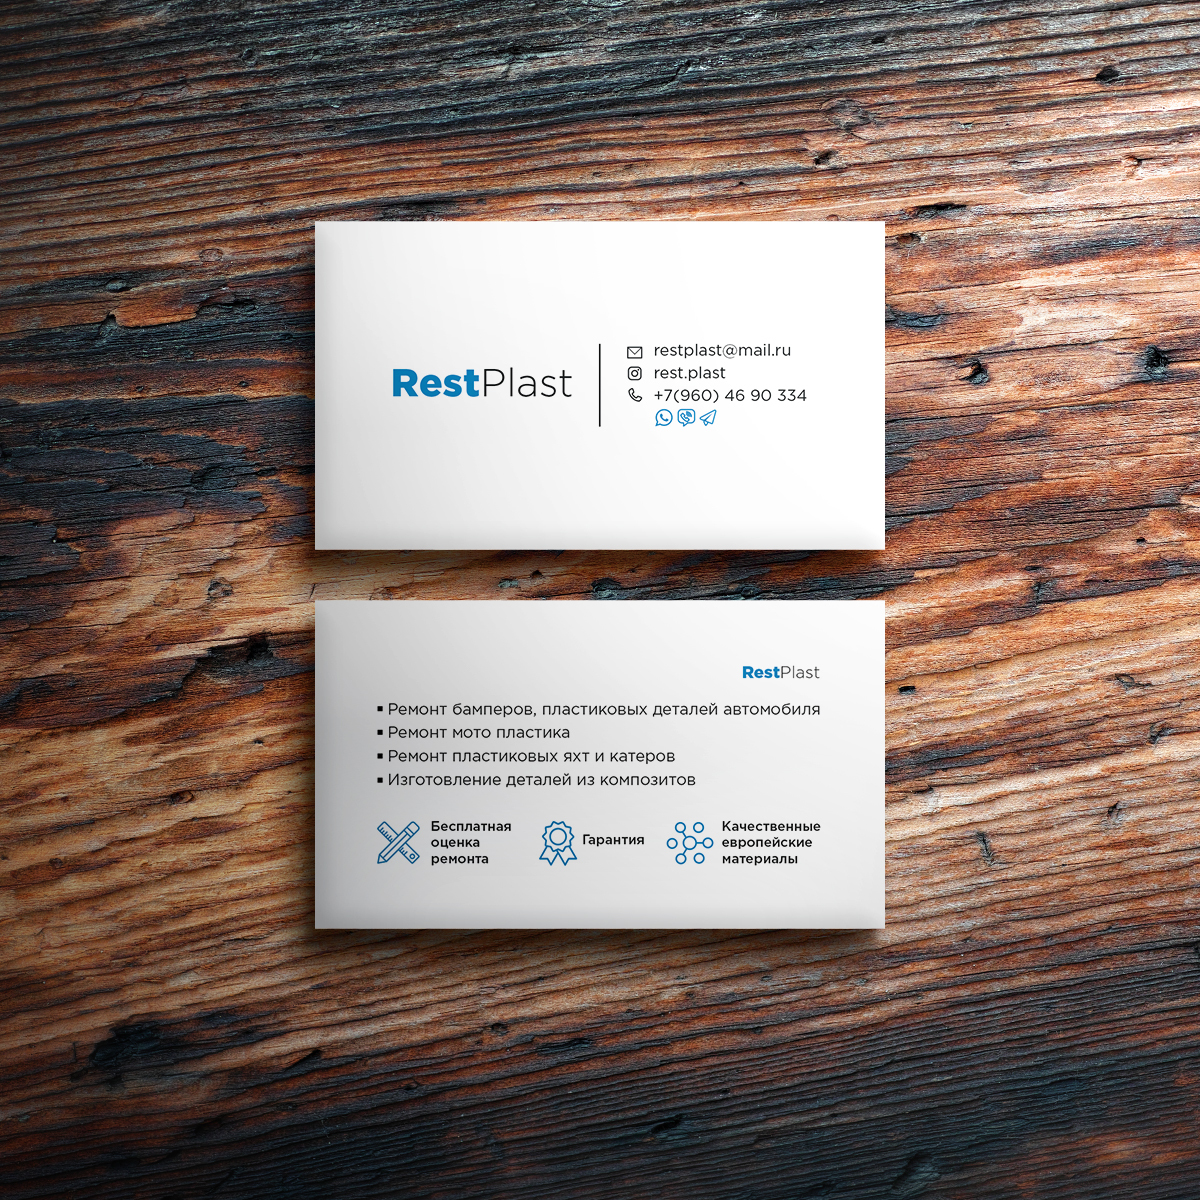 RestPlast
restplast@mail.ru
rest.plast
+7(960) 46 90 334
RestPlast
Ремонт бамперов, пластиковых деталей автомобиля
Ремонт мото пластика
Ремонт пластиковых яхт и катеров
Изготовление деталей из композитов
Бесплатная
оценка
ремонта
Гарантия
Качественные
европейские
материалы